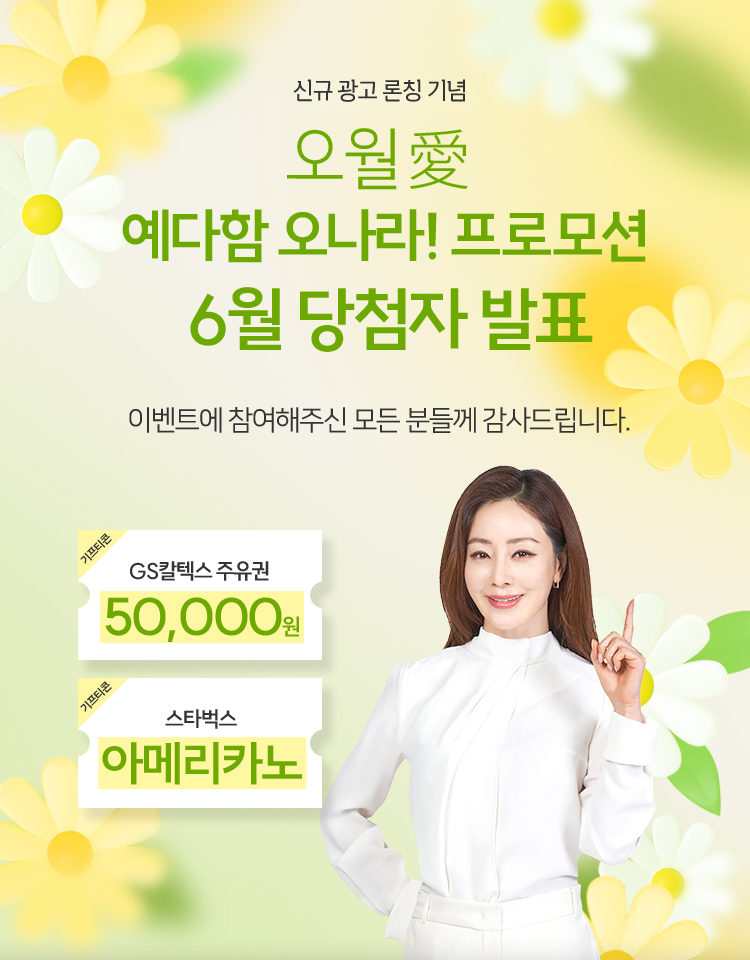 신규 광고 론칭 기념
오월愛
예다함 오나라! 프로모션
6월 당첨자 발표
이벤트에 참여해주신 모든 분들께 감사드립니다.
기프티콘
GS칼텍스 주유권
50,000원
기프티콘
스타벅스
아메리카노